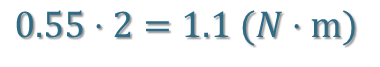 0.55 · 2 = 1.1 (N · m)